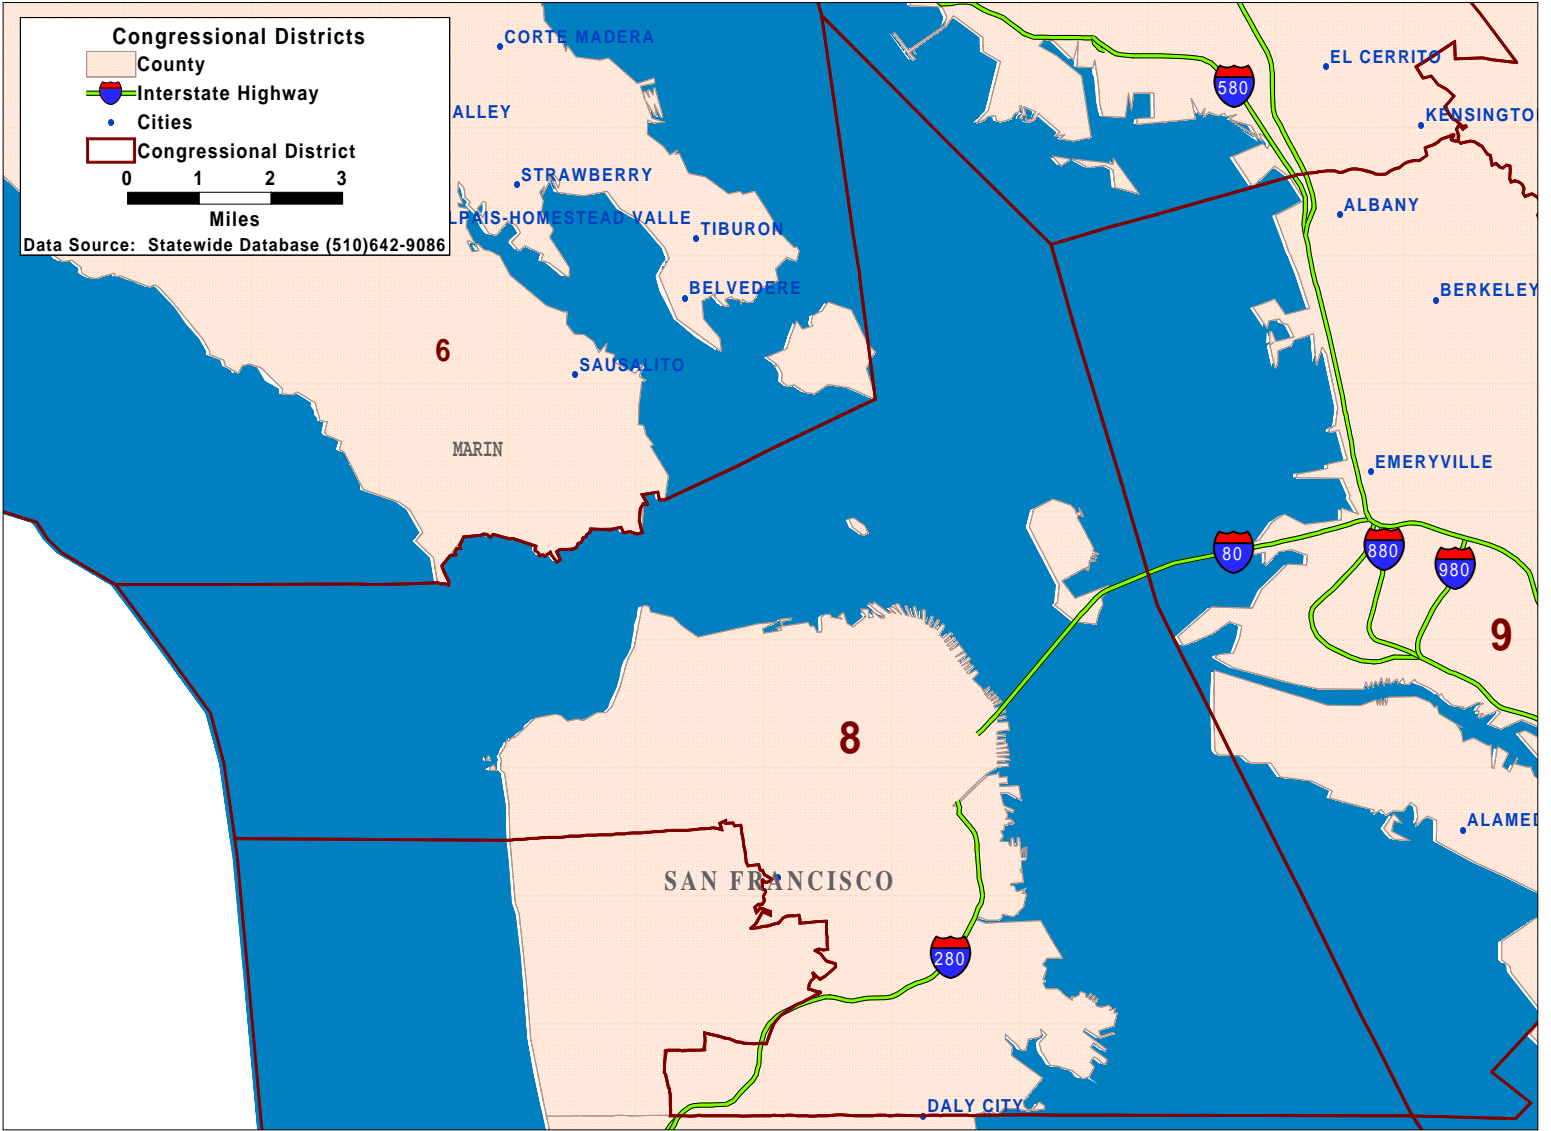 Congressional Districts
County
Interstate Highway
Cities
Congressional District
0 1 2 3
Miles
Data Source: Statewide Database (510)642-9086
CORTE MADERA
ALLEY
STRAWBERRY
LPAIS-HOMESTEAD VALLE
TIBURON
BELVEDERE
6
SAUSALITO
MARIN
580
EL CERRITO
KENSINGTO
ALBANY
BERKELEY
EMERYVILLE
80
880
980
9
8
SAN FRANCISCO
ALAMED
280
DALY CITY